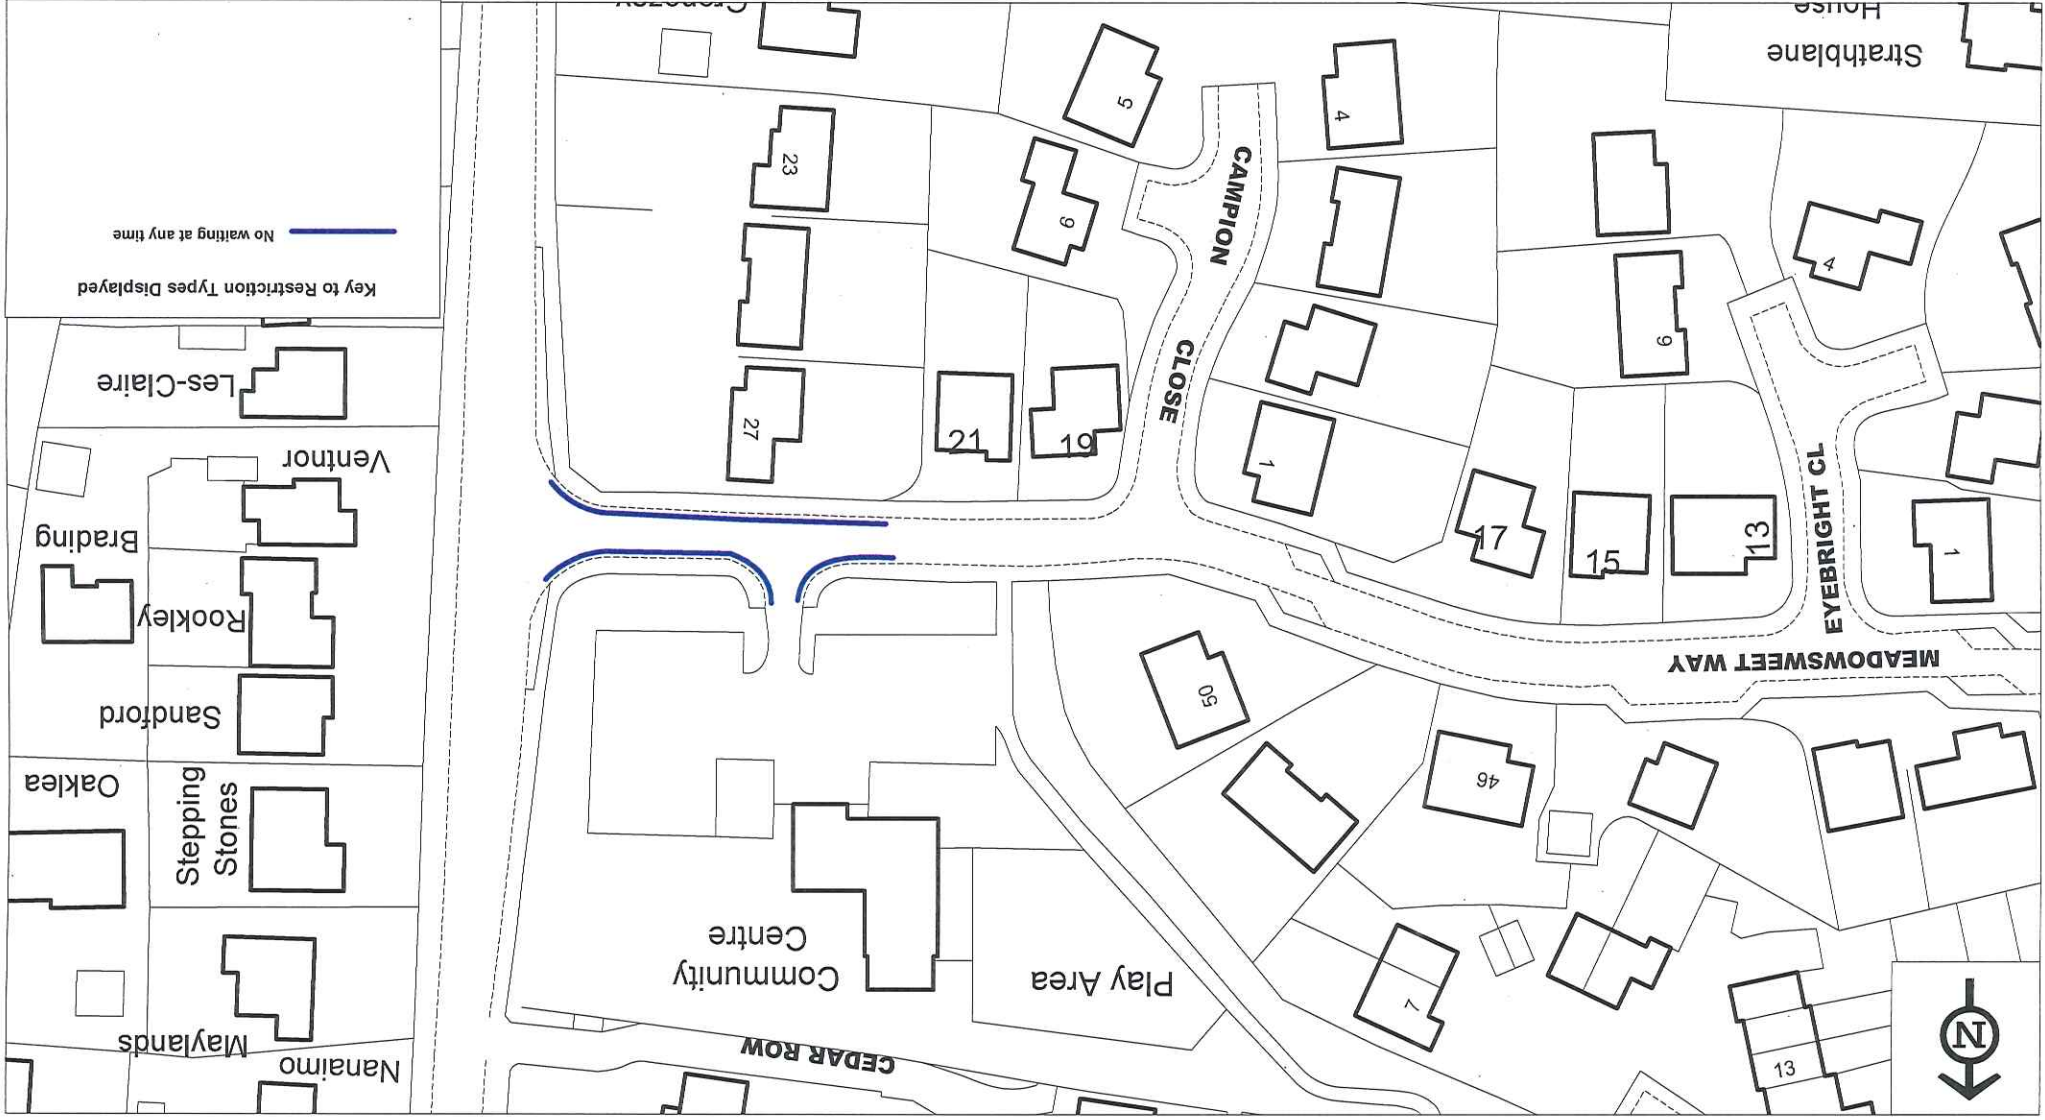 Key to Restriction Types Displayed
No waiting at any time
Strathblane
House
Les-Claire
Ventnor
Brading
Rookley
Sandford
Oaklea
Stepping
Stones
Maylands
Nanaimo
CEDAR ROW
Community
Centre
Play Area
CAMPION
CLOSE
EYEBRIGHT CL
MEADOWSWEET WAY
23
27
21
19
6
5
4
1
17
15
13
6
4
1
50
46
7
13
N